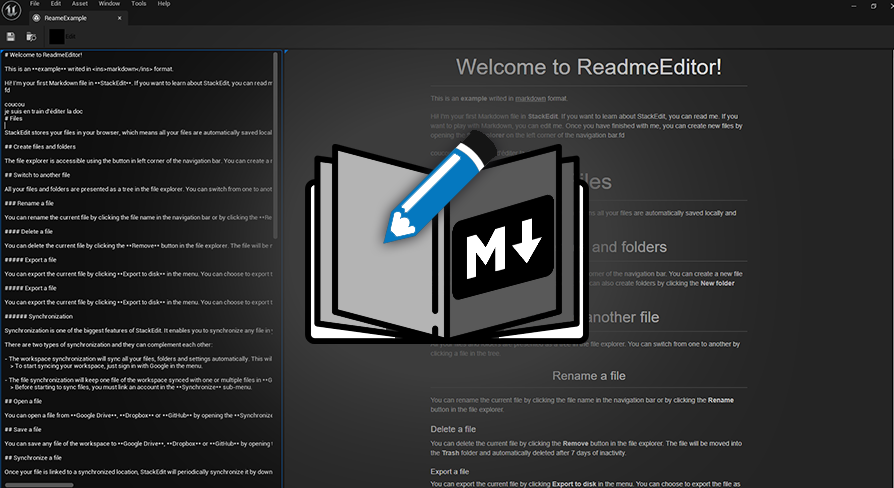 File Edit Asset Window Tools Help
ReameExample
Edit
# Welcome to ReadmeEditor!
This is an **example** writed in <ins>markdown</ins> format.
Hi! I'm your first Markdown file in **StackEdit**. If you want to learn about StackEdit, you can read m
fd
coucou
je suis en train d'éditer la doc
# Files
StackEdit stores your files in your browser, which means all your files are automatically saved local
## Create files and folders
The file explorer is accessible using the button in left corner of the navigation bar. You can create a
## Switch to another file
All your files and folders are presented as a tree in the file explorer. You can switch from one to anot
### Rename a file
You can rename the current file by clicking the file name in the navigation bar or by clicking the **Re
#### Delete a file
You can delete the current file by clicking the **Remove** button in the file explorer. The file will be
##### Export a file
You can export the current file by clicking **Export to disk** in the menu. You can choose to export t
##### Export a file
You can export the current file by clicking **Export to disk** in the menu. You can choose to export t
###### Synchronization
Synchronization is one of the biggest features of StackEdit. It enables you to synchronize any file in
There are two types of synchronization and they can complement each other:
- The workspace synchronization will sync all your files, folders and settings automatically. This wil
> To start syncing your workspace, just sign in with Google in the menu.
- The file synchronization will keep one file of the workspace synced with one or multiple files in **G
> Before starting to sync files, you must link an account in the **Synchronize** sub-menu.
## Open a file
You can open a file from **Google Drive**, **Dropbox** or **GitHub** by opening the **Synchronize
## Save a file
You can save any file of the workspace to **Google Drive**, **Dropbox** or **GitHub** by opening
## Synchronize a file
Once your file is linked to a synchronized location, StackEdit will periodically synchronize it by down
Welcome to ReadmeEditor!
This is an example writed in markdown format.
Hi! I'm your first Markdown file in StackEdit. If you want to learn about StackEdit, you can read me. If you
want to play with Markdown, you can edit me. Once you have finished with me, you can create new files by
opening the explorer on the left corner of the navigation bar.fd
les
ns all your files are automatically saved locally and
and folders
corner of the navigation bar. You can create a new file
can also create folders by clicking the New folder
another file
All your files and folders are presented as a tree in the file explorer. You can switch from one to another by
clicking a file in the tree.
Rename a file
You can rename the current file by clicking the file name in the navigation bar or by clicking the Rename
button in the file explorer
Delete a file
You can delete the current file by clicking the Remove button in the file explorer. The file will be moved into
the Trash folder and automatically deleted after 7 days of inactivity.
Export a file
You can export the current file by clicking Export to disk in the menu. You can choose to export the file as
M